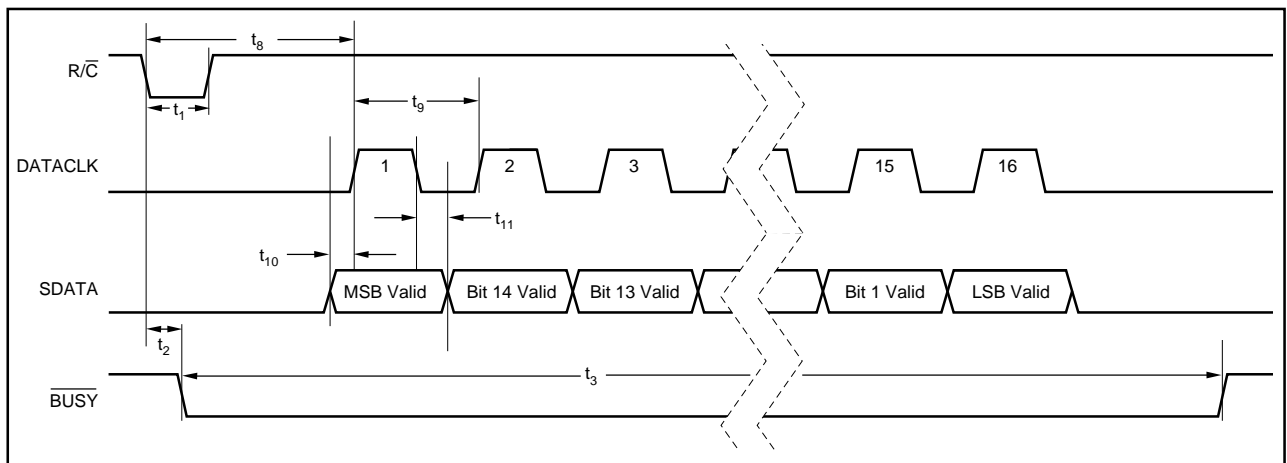 t8
R/C̅
t1
t9
DATACLK
1
2
3
15
16
t11
t10
SDATA
MSB Valid
Bit 14 Valid
Bit 13 Valid
Bit 1 Valid
LSB Valid
t2
t3
B̅U̅S̅Y̅